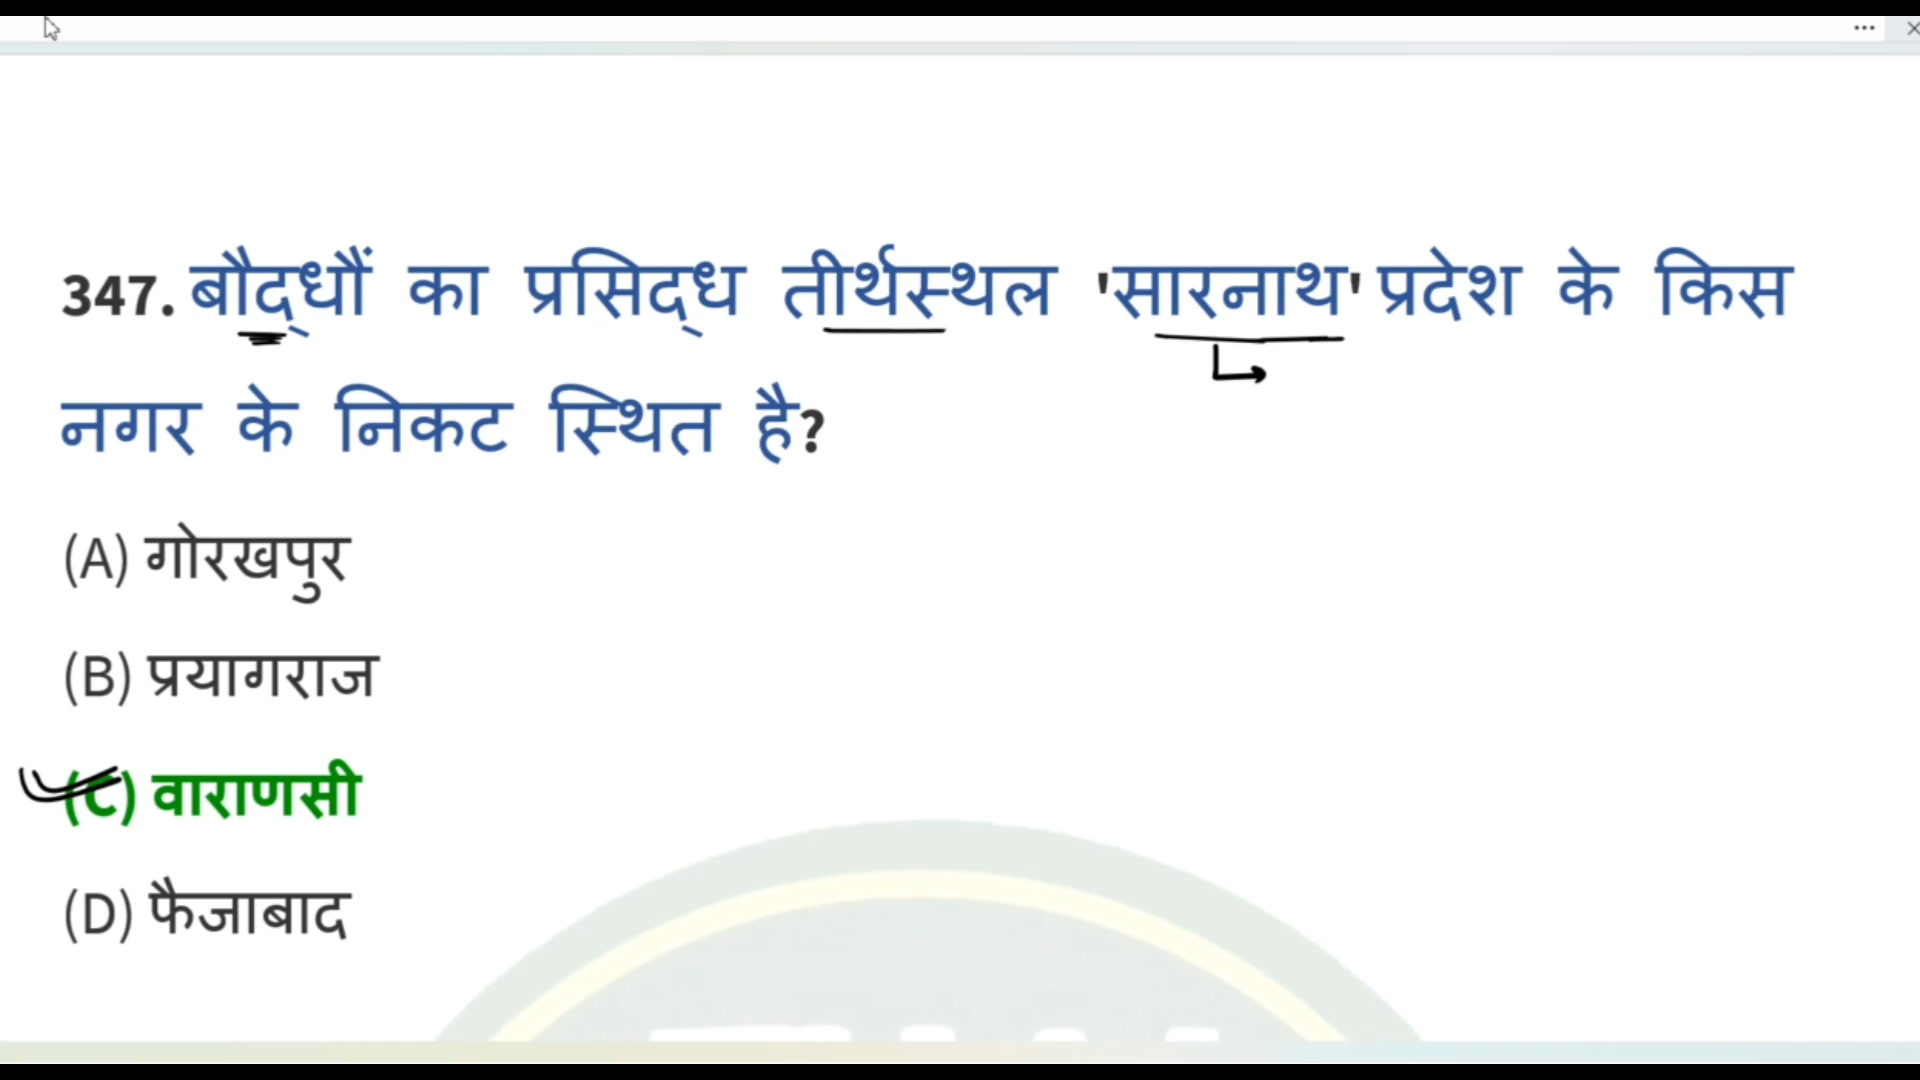 347. बौद्धौं का प्रसिद्ध तीर्थस्थल 'सारनाथ' प्रदेश के किस
नगर के निकट स्थित है?
(A) गोरखपुर
(B) प्रयागराज
(C) वाराणसी
(D) फैजाबाद